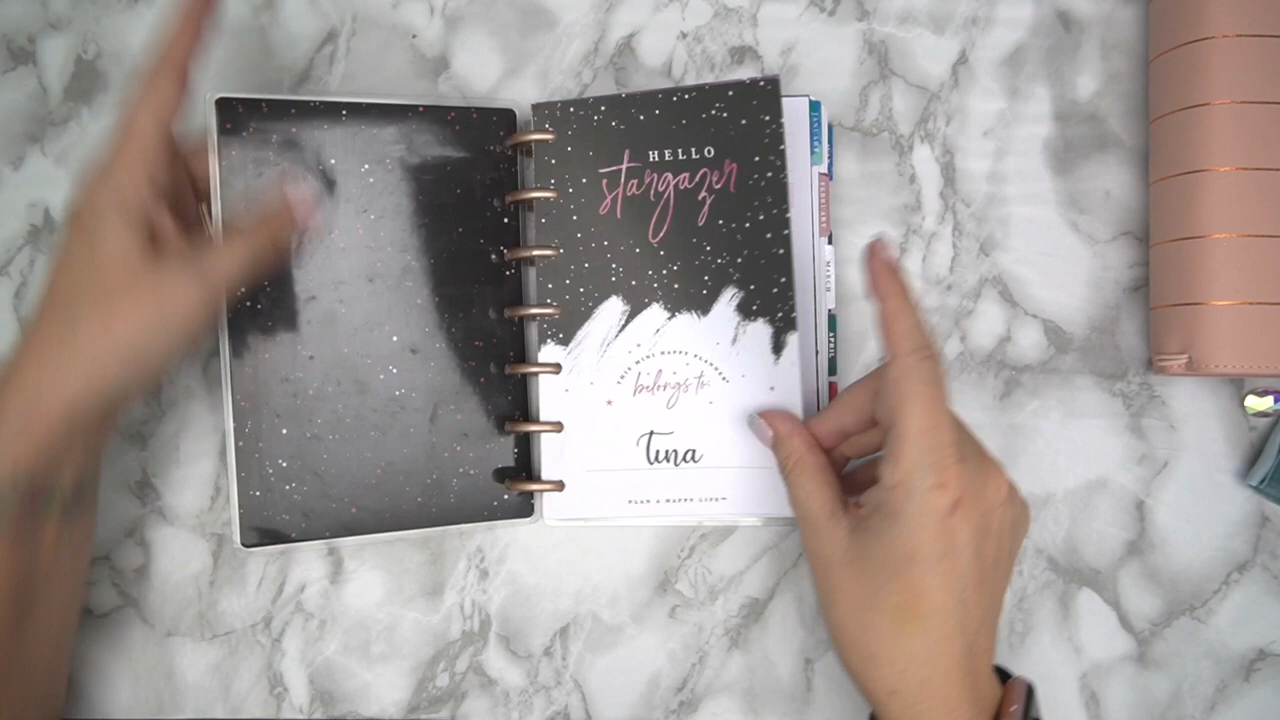 HELLO
stargazer
THIS MINI HAPPY PLANNER®
belongs to:
Tina
PLAN A HAPPY LIFE™
JANUARY
FEBRUARY
MARCH
APRIL